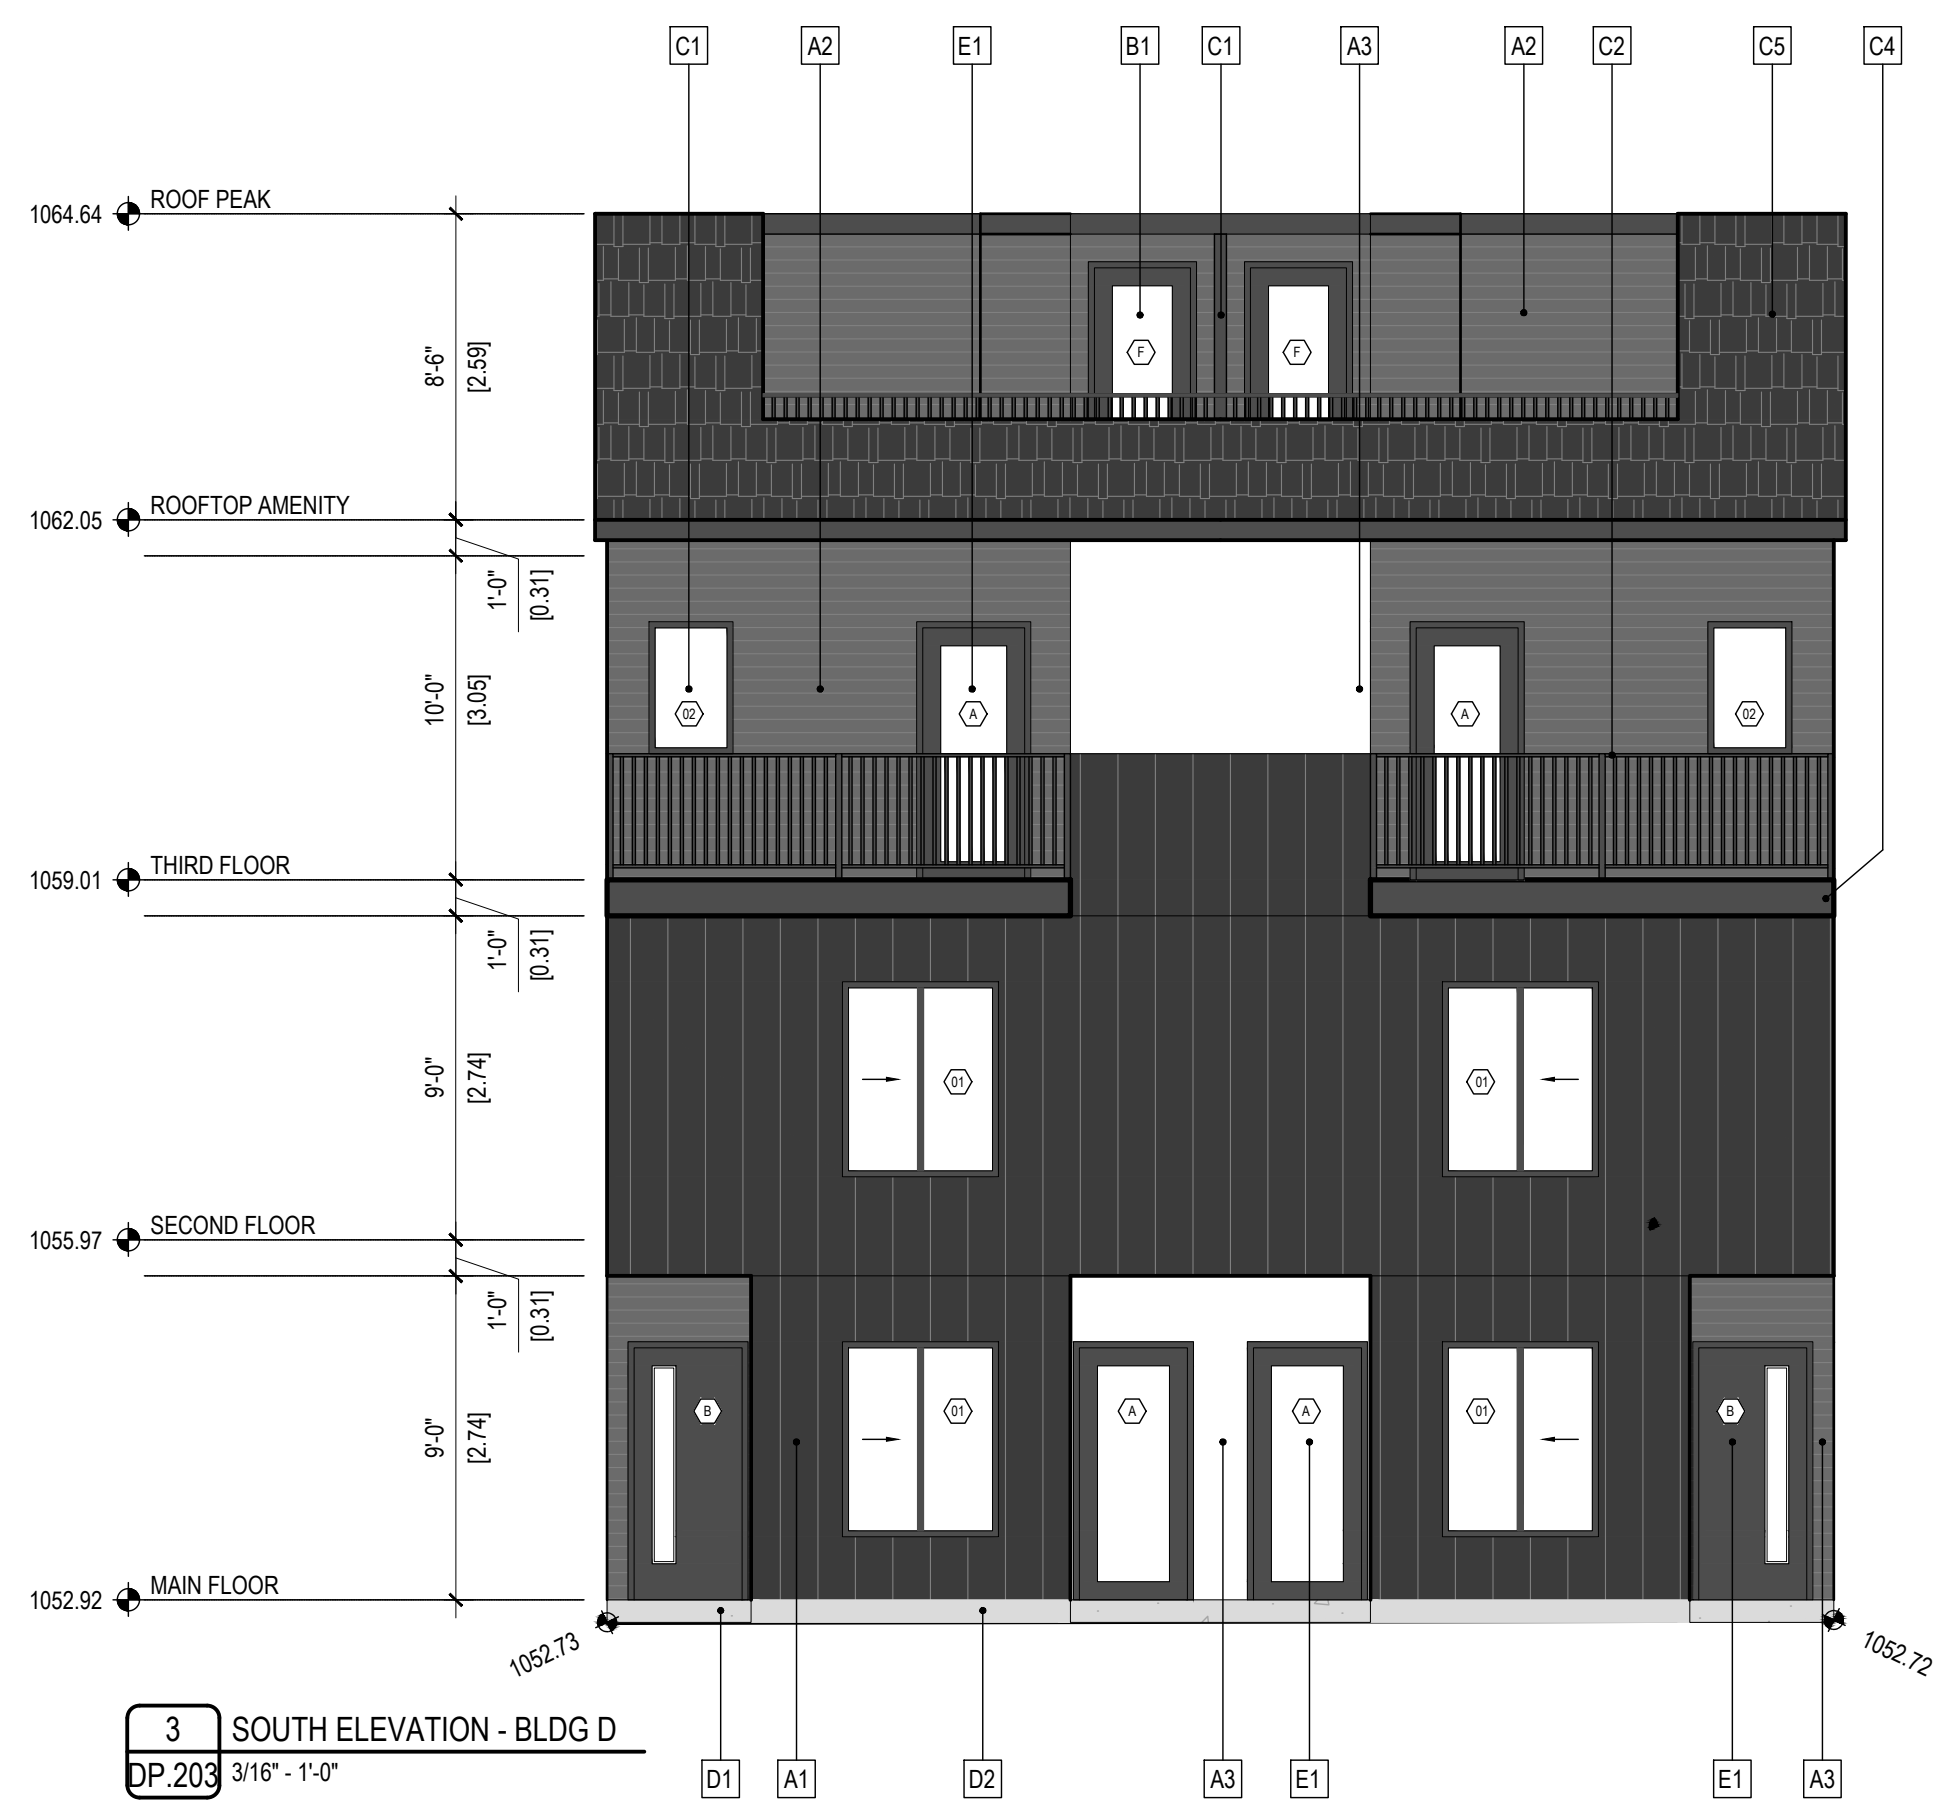 C1 A2 E1 B1 C1 A3 A2 C5 C4
C2
1064.64 ROOF PEAK
F F
8'-6"
[2.59]
1062.05 ROOFTOP AMENITY
1'-0"
[0.31]
10'-0"
[3.05]
02 A A 02
1059.01 THIRD FLOOR
1'-0"
[0.31]
9'-0"
[2.74]
01 01
1055.97 SECOND FLOOR
1'-0"
[0.31]
9'-0"
[2.74]
B 01 A A 01 B
1052.92 MAIN FLOOR
1052.73
1052.72
3 SOUTH ELEVATION - BLDG D
DP.203 3/16" - 1'-0"
D1 A1 D2 A3 E1 E1 A3